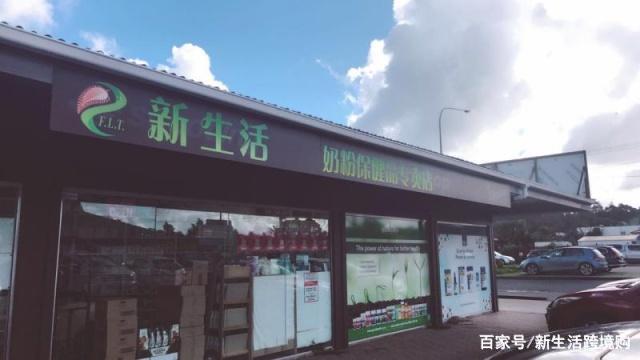 F.L.T.
新生活
奶粉保健品专卖店
The power of nature for better health
百家号/新生活跨境购